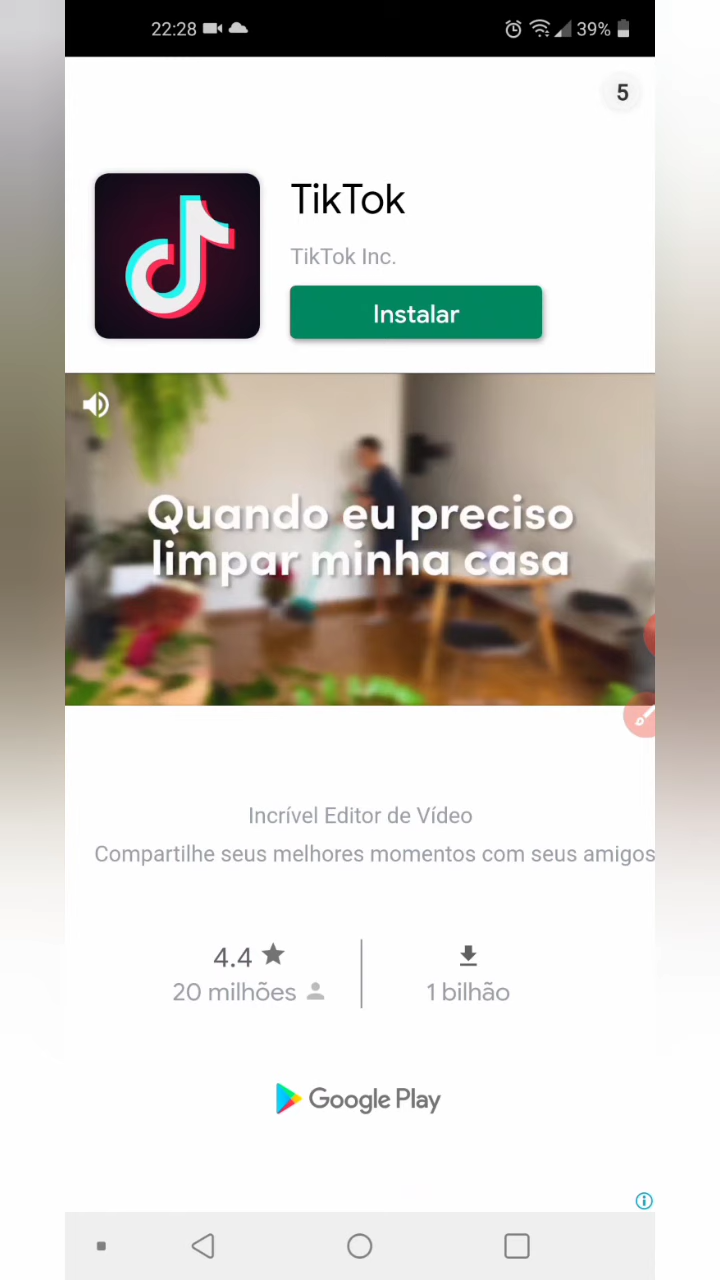 22:28
39%
5
TikTok
TikTok Inc.
Instalar
Quando eu preciso
limpar minha casa
Incrível Editor de Vídeo
Compartilhe seus melhores momentos com seus amigos
4.4
20 milhões
1 bilhão
Google Play